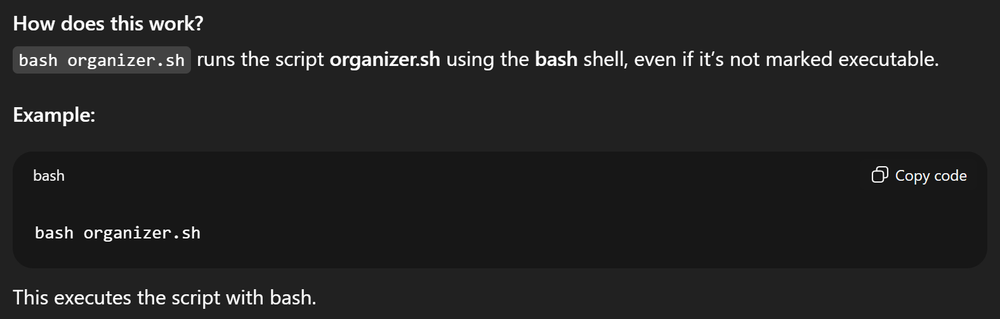 How does this work?
bash organizer.sh runs the script organizer.sh using the bash shell, even if it’s not marked executable.
Example:
bash
Copy code
bash organizer.sh
This executes the script with bash.